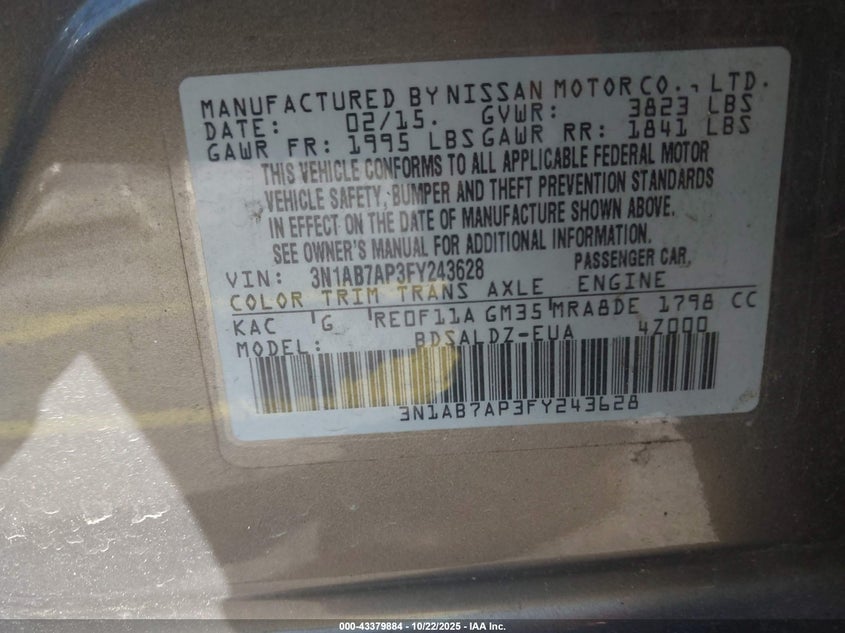 MANUFACTURED BY NISSAN MOTOR CO., LTD.
DATE: 02/15. GVWR: 3823 LBS
GAWR FR: 1995 LBS GAWR RR: 1841 LBS
THIS VEHICLE CONFORMS TO ALL APPLICABLE FEDERAL MOTOR
VEHICLE SAFETY, BUMPER AND THEFT PREVENTION STANDARDS
IN EFFECT ON THE DATE OF MANUFACTURE SHOWN ABOVE.
SEE OWNER'S MANUAL FOR ADDITIONAL INFORMATION.
VIN: 3N1AB7AP3FY243628 PASSENGER CAR,
COLOR TRIM TRANS AXLE ENGINE
KAC G RE0F11A GM35 MRA8DE 1798 CC
MODEL: BDSALDZ-EUA 4Z000
3N1AB7AP3FY243628
000-43379884 - 10/22/2025 - IAA Inc.